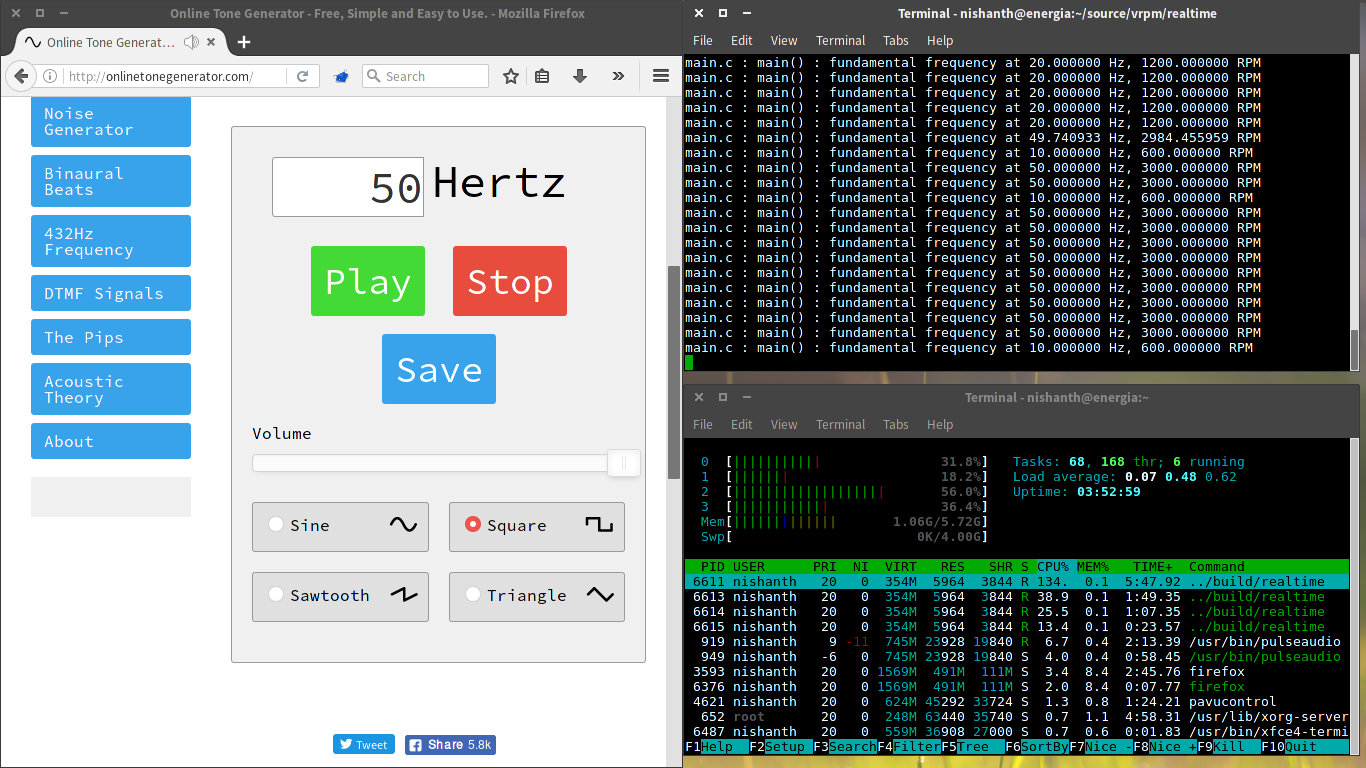 Online Tone Generator - Free, Simple and Easy to Use. - Mozilla Firefox
Online Tone Generat...
http://onlinetonegenerator.com/
Search
Noise
Generator
Binaural
Beats
432Hz
Frequency
DTMF Signals
The Pips
Acoustic
Theory
About
50 Hertz
Play
Stop
Save
Volume
Sine
Square
Sawtooth
Triangle
Tweet
Share 5.8k
Terminal - nishanth@energia:~/source/vrpm/realtime
File Edit View Terminal Tabs Help
main.c : main() : fundamental frequency at 20.000000 Hz, 1200.000000 RPM
main.c : main() : fundamental frequency at 20.000000 Hz, 1200.000000 RPM
main.c : main() : fundamental frequency at 20.000000 Hz, 1200.000000 RPM
main.c : main() : fundamental frequency at 20.000000 Hz, 1200.000000 RPM
main.c : main() : fundamental frequency at 20.000000 Hz, 1200.000000 RPM
main.c : main() : fundamental frequency at 49.740933 Hz, 2984.455959 RPM
main.c : main() : fundamental frequency at 10.000000 Hz, 600.000000 RPM
main.c : main() : fundamental frequency at 50.000000 Hz, 3000.000000 RPM
main.c : main() : fundamental frequency at 50.000000 Hz, 3000.000000 RPM
main.c : main() : fundamental frequency at 10.000000 Hz, 600.000000 RPM
main.c : main() : fundamental frequency at 50.000000 Hz, 3000.000000 RPM
main.c : main() : fundamental frequency at 50.000000 Hz, 3000.000000 RPM
main.c : main() : fundamental frequency at 50.000000 Hz, 3000.000000 RPM
main.c : main() : fundamental frequency at 50.000000 Hz, 3000.000000 RPM
main.c : main() : fundamental frequency at 50.000000 Hz, 3000.000000 RPM
main.c : main() : fundamental frequency at 50.000000 Hz, 3000.000000 RPM
main.c : main() : fundamental frequency at 50.000000 Hz, 3000.000000 RPM
main.c : main() : fundamental frequency at 50.000000 Hz, 3000.000000 RPM
main.c : main() : fundamental frequency at 50.000000 Hz, 3000.000000 RPM
main.c : main() : fundamental frequency at 10.000000 Hz, 600.000000 RPM
Terminal - nishanth@energia:~
File Edit View Terminal Tabs Help
0 [||||||||||| 31.8%] Tasks: 68, 168 thr; 6 running
1 [||||||| 18.2%] Load average: 0.07 0.48 0.62
2 [||||||||||||||||||| 56.0%] Uptime: 03:52:59
3 [|||||||||||| 36.4%]
Mem[||||||||||||| 1.06G/5.72G]
Swp[ 0K/4.00G]
PID USER PRI NI VIRT RES SHR S CPU% MEM% TIME+ Command
6611 nishanth 20 0 354M 5964 3844 R 134. 0.1 5:47.92 ../build/realtime
6613 nishanth 20 0 354M 5964 3844 R 38.9 0.1 1:49.35 ../build/realtime
6614 nishanth 20 0 354M 5964 3844 R 25.5 0.1 1:07.35 ../build/realtime
6615 nishanth 20 0 354M 5964 3844 R 13.4 0.1 0:23.57 ../build/realtime
919 nishanth 9 -11 745M 23928 19840 R 6.7 0.4 2:13.39 /usr/bin/pulseaudio
949 nishanth -6 0 745M 23928 19840 S 4.0 0.4 0:58.45 /usr/bin/pulseaudio
3593 nishanth 20 0 1569M 491M 111M S 3.4 8.4 2:45.76 firefox
6376 nishanth 20 0 1569M 491M 111M S 2.0 8.4 0:07.77 firefox
4621 nishanth 20 0 624M 45292 33724 S 1.3 0.8 1:24.21 pavucontrol
652 root 20 0 248M 63440 35740 S 0.7 1.1 4:58.31 /usr/lib/xorg-server
6487 nishanth 20 0 559M 36908 27000 S 0.7 0.6 0:01.83 /usr/bin/xfce4-termi
F1Help F2Setup F3SearchF4FilterF5Tree F6SortByF7Nice -F8Nice +F9Kill F10Quit